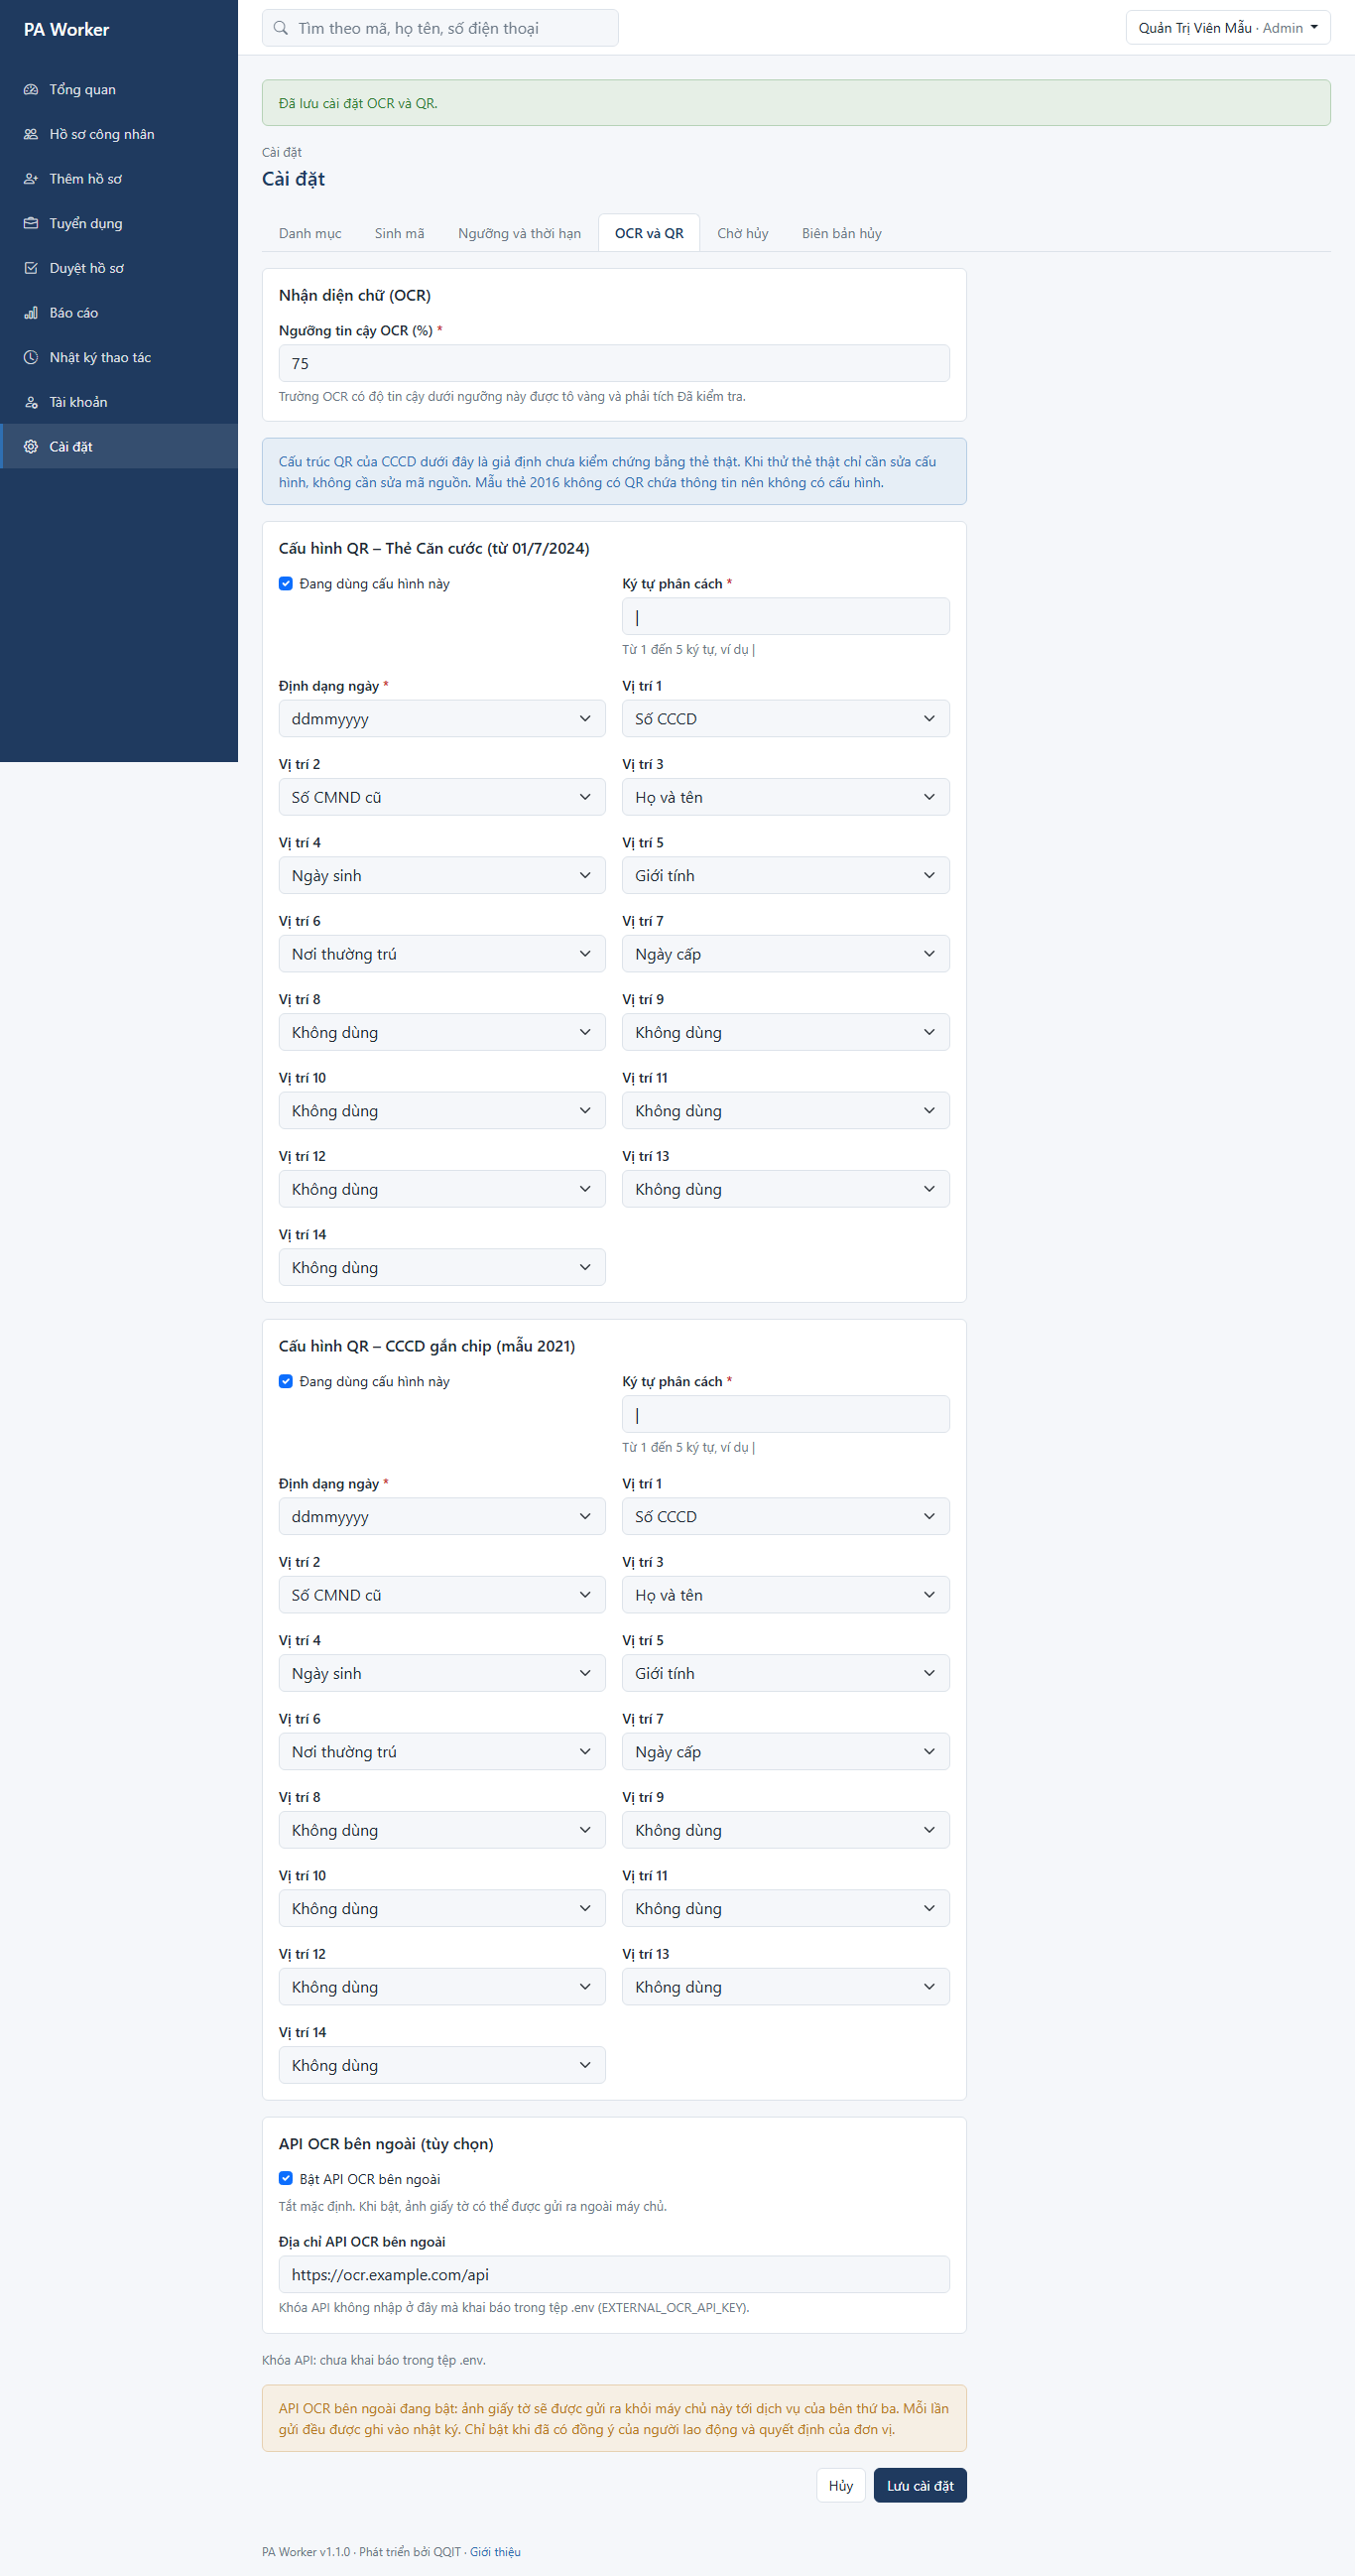 PA Worker
Tìm theo mã, họ tên, số điện thoại
Quản Trị Viên Mẫu · Admin
Tổng quan
Hồ sơ công nhân
Thêm hồ sơ
Tuyển dụng
Duyệt hồ sơ
Báo cáo
Nhật ký thao tác
Tài khoản
Cài đặt
Đã lưu cài đặt OCR và QR.
Cài đặt
Cài đặt
Danh mục
Sinh mã
Ngưỡng và thời hạn
OCR và QR
Chờ hủy
Biên bản hủy
Nhận diện chữ (OCR)
Ngưỡng tin cậy OCR (%) *
75
Trường OCR có độ tin cậy dưới ngưỡng này được tô vàng và phải tích Đã kiểm tra.
Cấu trúc QR của CCCD dưới đây là giả định chưa kiểm chứng bằng thẻ thật. Khi thử thẻ thật chỉ cần sửa cấu
hình, không cần sửa mã nguồn. Mẫu thẻ 2016 không có QR chứa thông tin nên không có cấu hình.
Cấu hình QR – Thẻ Căn cước (từ 01/7/2024)
Đang dùng cấu hình này
Ký tự phân cách *
|
Từ 1 đến 5 ký tự, ví dụ |
Định dạng ngày *
ddmmyyyy
Vị trí 1
Số CCCD
Vị trí 2
Số CMND cũ
Vị trí 3
Họ và tên
Vị trí 4
Ngày sinh
Vị trí 5
Giới tính
Vị trí 6
Nơi thường trú
Vị trí 7
Ngày cấp
Vị trí 8
Không dùng
Vị trí 9
Không dùng
Vị trí 10
Không dùng
Vị trí 11
Không dùng
Vị trí 12
Không dùng
Vị trí 13
Không dùng
Vị trí 14
Không dùng
Cấu hình QR – CCCD gắn chip (mẫu 2021)
Đang dùng cấu hình này
Ký tự phân cách *
|
Từ 1 đến 5 ký tự, ví dụ |
Định dạng ngày *
ddmmyyyy
Vị trí 1
Số CCCD
Vị trí 2
Số CMND cũ
Vị trí 3
Họ và tên
Vị trí 4
Ngày sinh
Vị trí 5
Giới tính
Vị trí 6
Nơi thường trú
Vị trí 7
Ngày cấp
Vị trí 8
Không dùng
Vị trí 9
Không dùng
Vị trí 10
Không dùng
Vị trí 11
Không dùng
Vị trí 12
Không dùng
Vị trí 13
Không dùng
Vị trí 14
Không dùng
API OCR bên ngoài (tùy chọn)
Bật API OCR bên ngoài
Tắt mặc định. Khi bật, ảnh giấy tờ có thể được gửi ra ngoài máy chủ.
Địa chỉ API OCR bên ngoài
https://ocr.example.com/api
Khóa API không nhập ở đây mà khai báo trong tệp .env (EXTERNAL_OCR_API_KEY).
Khóa API: chưa khai báo trong tệp .env.
API OCR bên ngoài đang bật: ảnh giấy tờ sẽ được gửi ra khỏi máy chủ này tới dịch vụ của bên thứ ba. Mỗi lần
gửi đều được ghi vào nhật ký. Chỉ bật khi đã có đồng ý của người lao động và quyết định của đơn vị.
Hủy
Lưu cài đặt
PA Worker v1.1.0 · Phát triển bởi QQIT · Giới thiệu